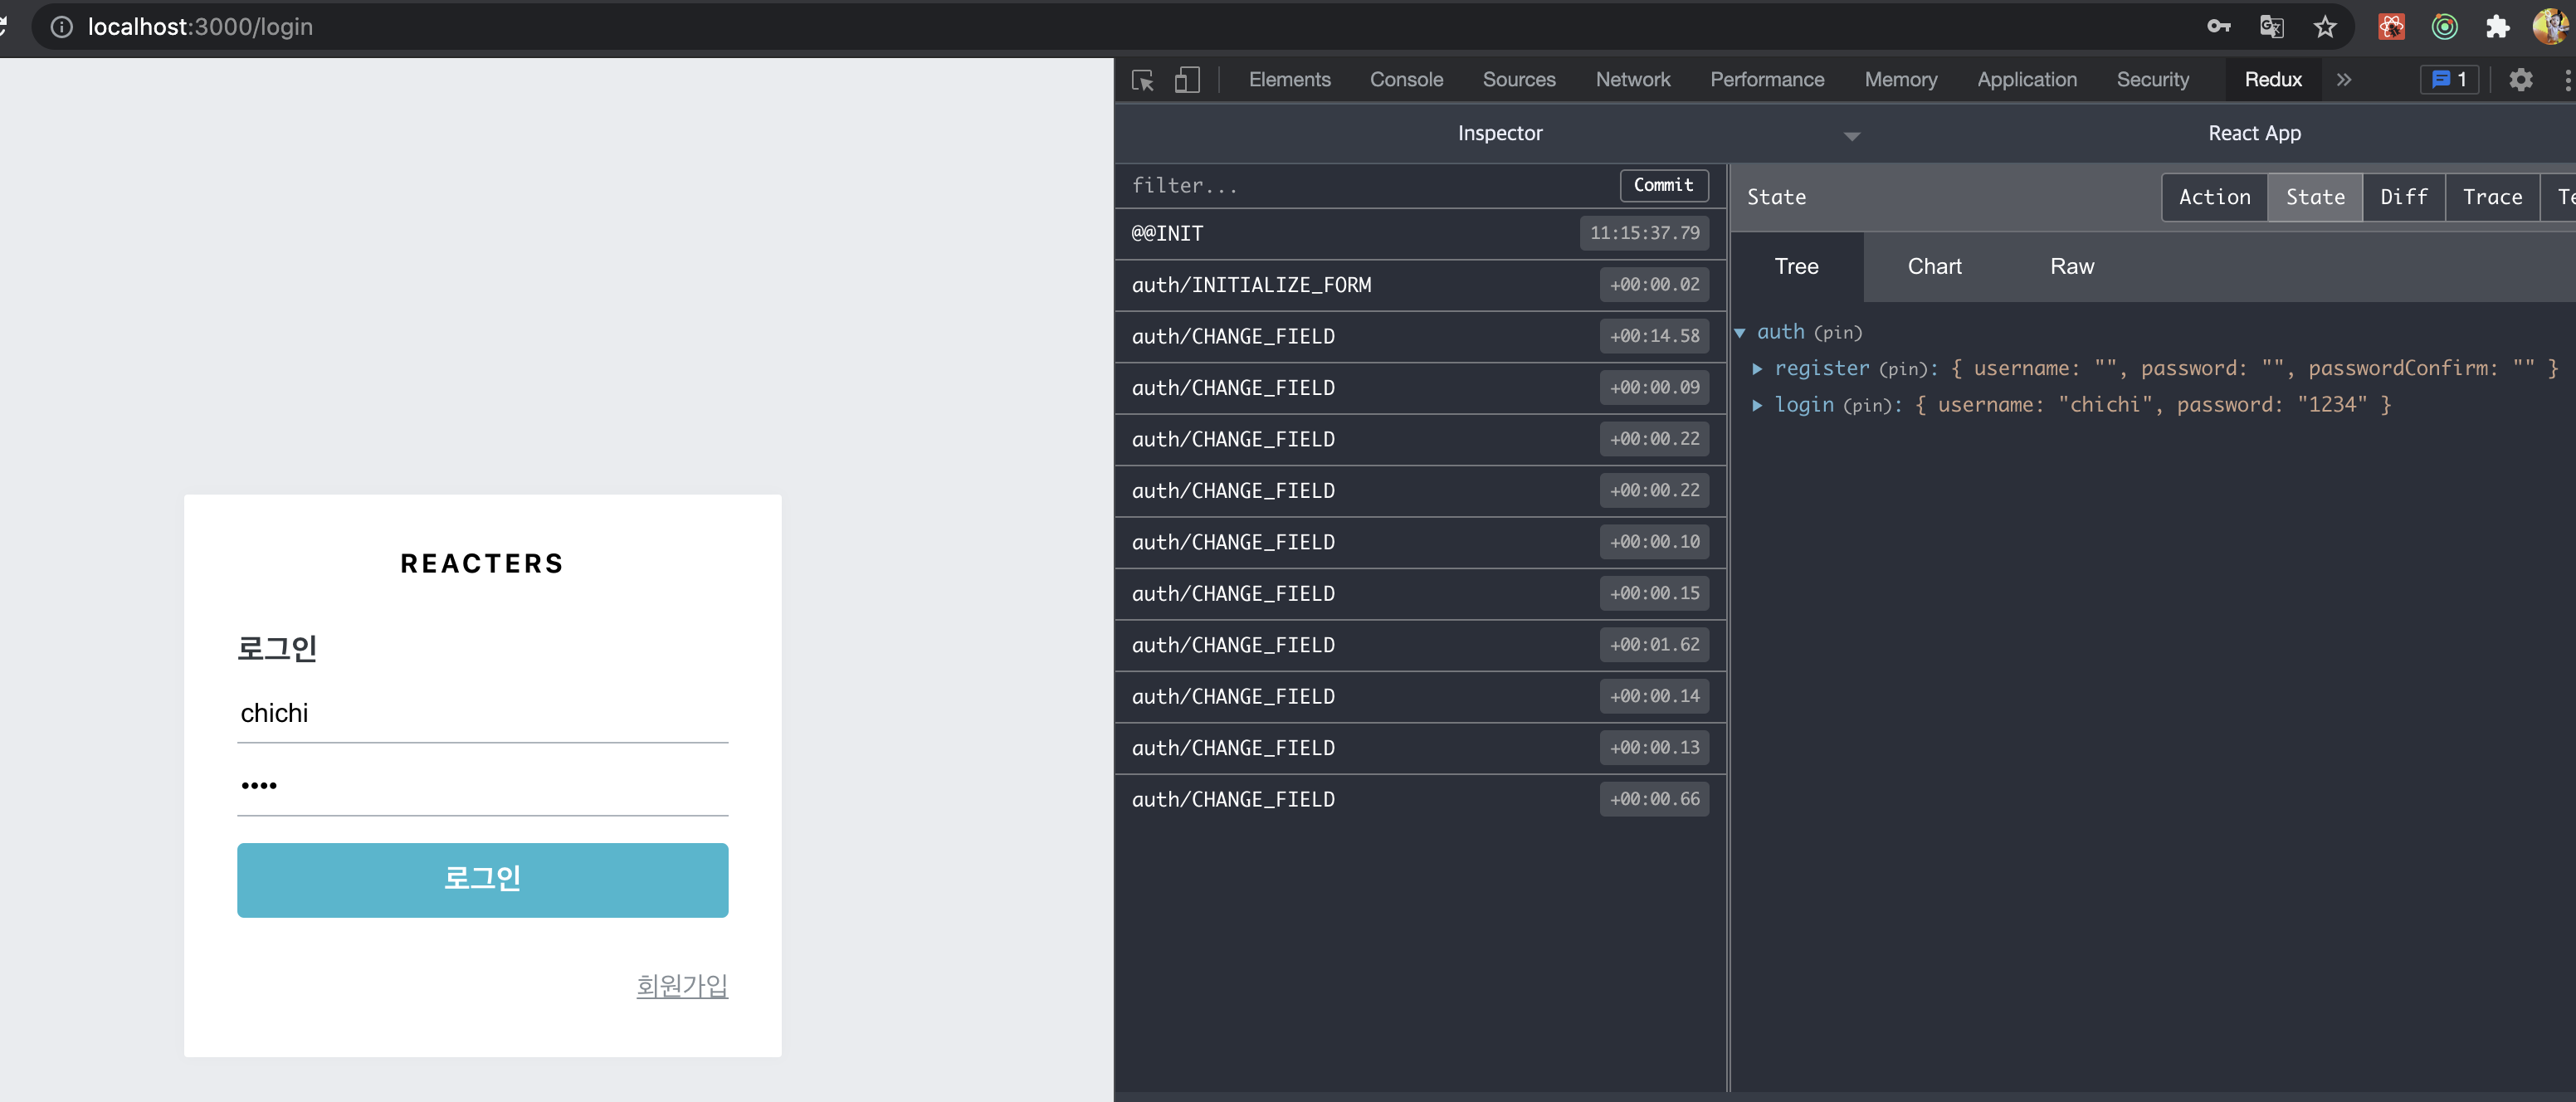 localhost:3000/login
REACTERS
로그인
chichi
••••
로그인
회원가입
Elements Console Sources Network Performance Memory Application Security Redux » 1
Inspector React App
filter... Commit
@@INIT 11:15:37.79
auth/INITIALIZE_FORM +00:00.02
auth/CHANGE_FIELD +00:14.58
auth/CHANGE_FIELD +00:00.09
auth/CHANGE_FIELD +00:00.22
auth/CHANGE_FIELD +00:00.22
auth/CHANGE_FIELD +00:00.10
auth/CHANGE_FIELD +00:00.15
auth/CHANGE_FIELD +00:01.62
auth/CHANGE_FIELD +00:00.14
auth/CHANGE_FIELD +00:00.13
auth/CHANGE_FIELD +00:00.66
State Action State Diff Trace
Tree Chart Raw
auth (pin)
register (pin): { username: "", password: "", passwordConfirm: "" }
login (pin): { username: "chichi", password: "1234" }